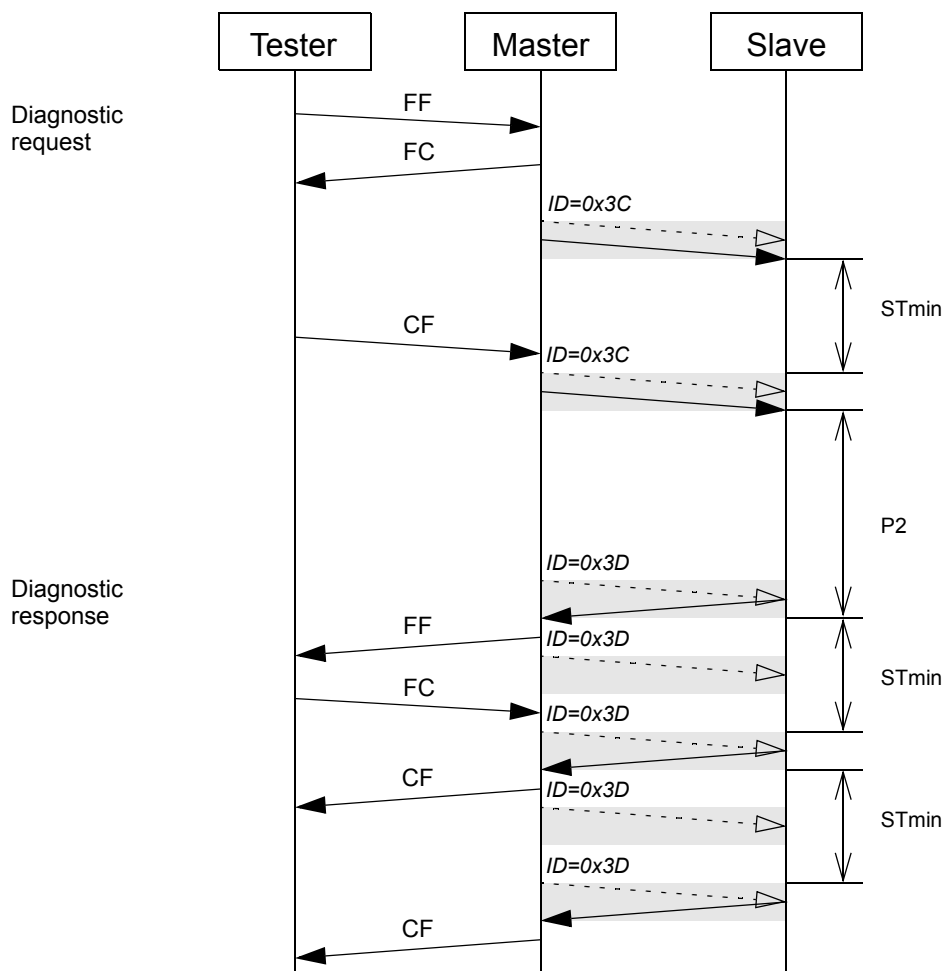 Tester
Master
Slave
Diagnostic
request
FF
FC
ID=0x3C
STmin
CF
ID=0x3C
P2
ID=0x3D
Diagnostic
response
FF
ID=0x3D
STmin
FC
ID=0x3D
CF
ID=0x3D
STmin
ID=0x3D
CF